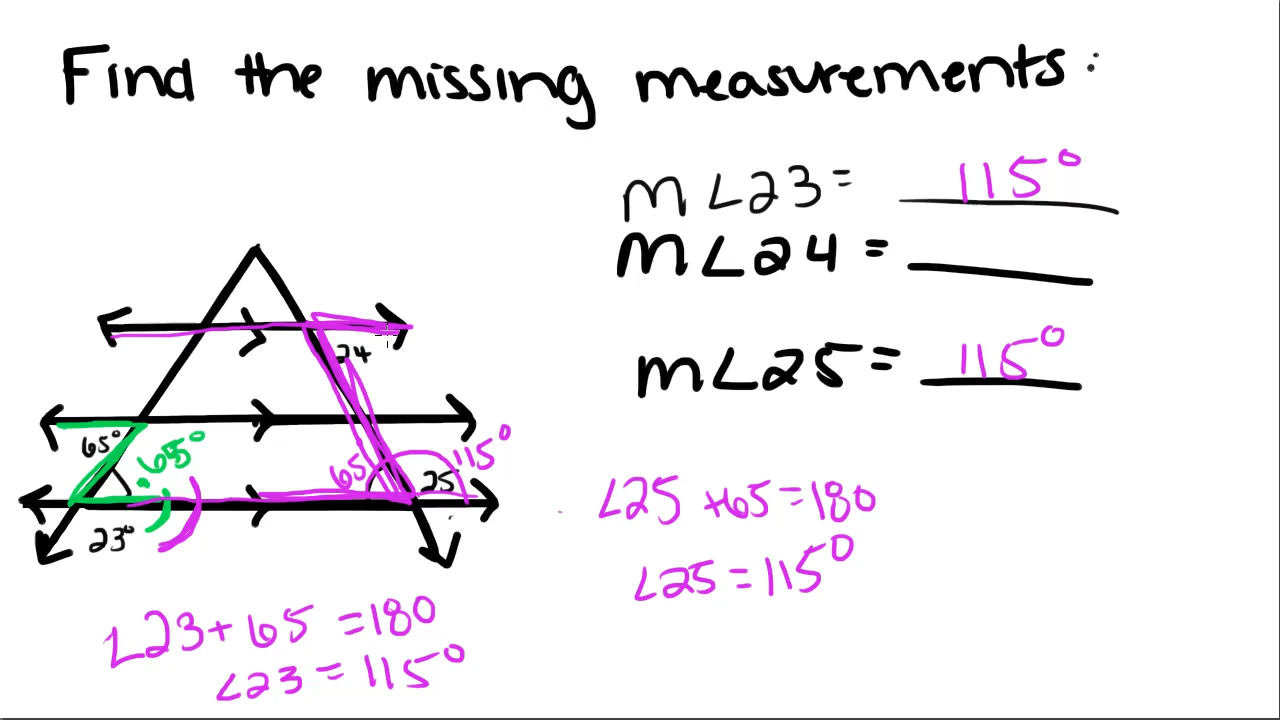 Find the missing measurements:
m∠23 = 115°
m∠24 =
m∠25 = 115°
24
65°
65°
65
115°
25
23°
∠25 + 65 = 180
∠25 = 115°
∠23 + 65 = 180
∠23 = 115°